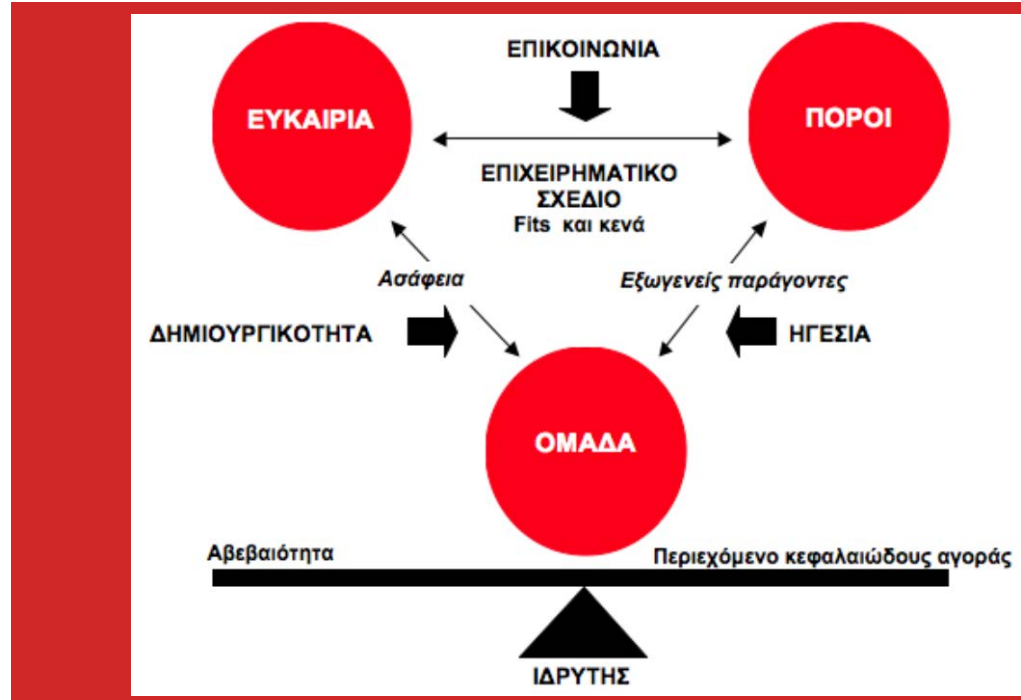 ΕΠΙΚΟΙΝΩΝΙΑ
ΕΥΚΑΙΡΙΑ
ΠΟΡΟΙ
ΕΠΙΧΕΙΡΗΜΑΤΙΚΟ
ΣΧΕΔΙΟ
Fits και κενά
Ασάφεια
Εξωγενείς παράγοντες
ΔΗΜΙΟΥΡΓΙΚΟΤΗΤΑ
ΗΓΕΣΙΑ
ΟΜΑΔΑ
Αβεβαιότητα
Περιεχόμενο κεφαλαιώδους αγοράς
ΙΔΡΥΤΗΣ